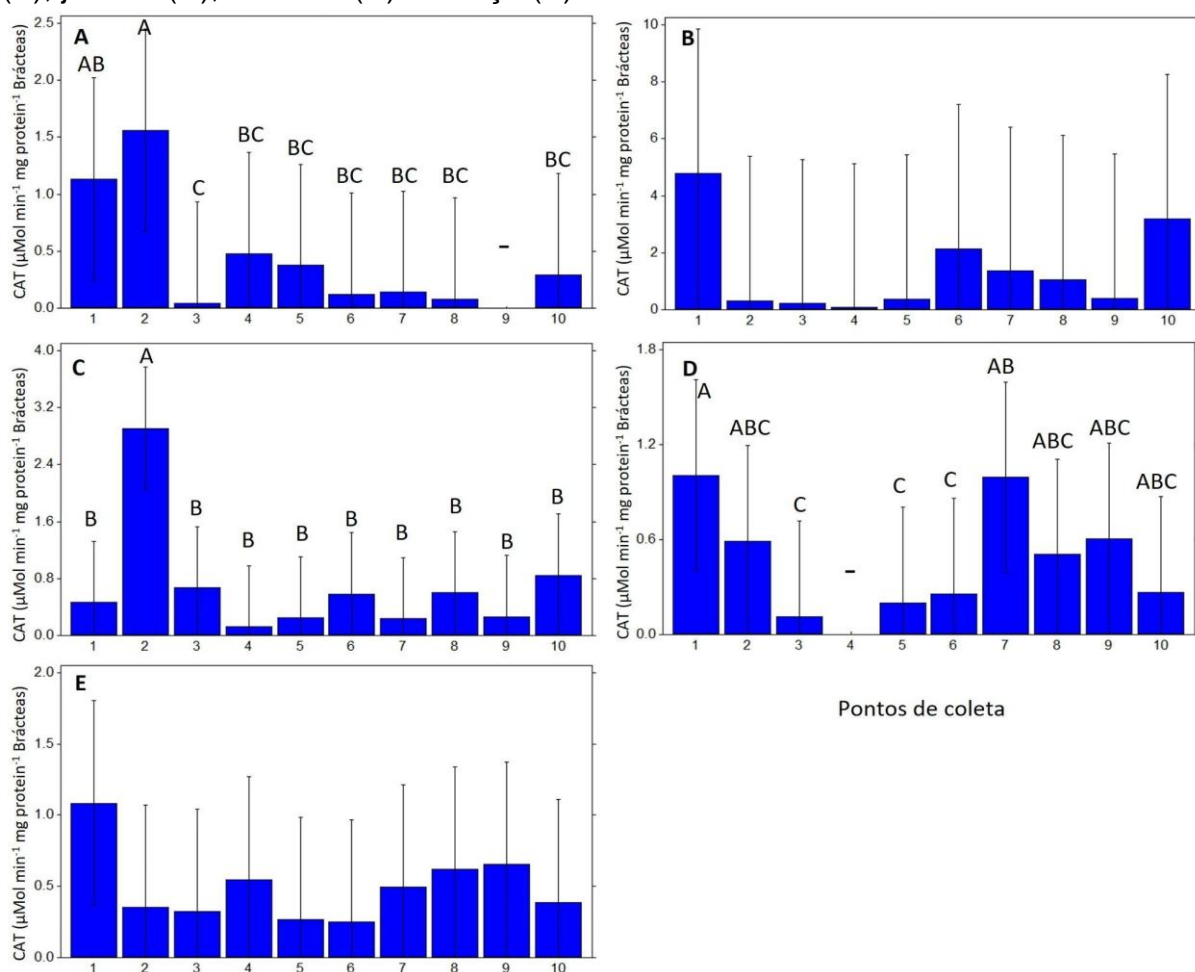 A
CAT (µMol min⁻¹ mg protein⁻¹ Brácteas)
2.5
2.0
1.5
1.0
0.5
0.0
AB A C BC BC BC BC BC - BC
1 2 3 4 5 6 7 8 9 10
B
CAT (µMol min⁻¹ mg protein⁻¹ Brácteas)
10
8
6
4
2
0
1 2 3 4 5 6 7 8 9 10
C
CAT (µMol min⁻¹ mg protein⁻¹ Brácteas)
4.0
3.2
2.4
1.6
0.8
0.0
B A B B B B B B B B
1 2 3 4 5 6 7 8 9 10
D
CAT (µMol min⁻¹ mg protein⁻¹ Brácteas)
1.8
1.2
0.6
0.0
A ABC C - C C AB ABC ABC ABC
1 2 3 4 5 6 7 8 9 10
E
CAT (µMol min⁻¹ mg protein⁻¹ Brácteas)
2.0
1.5
1.0
0.5
0.0
1 2 3 4 5 6 7 8 9 10
Pontos de coleta